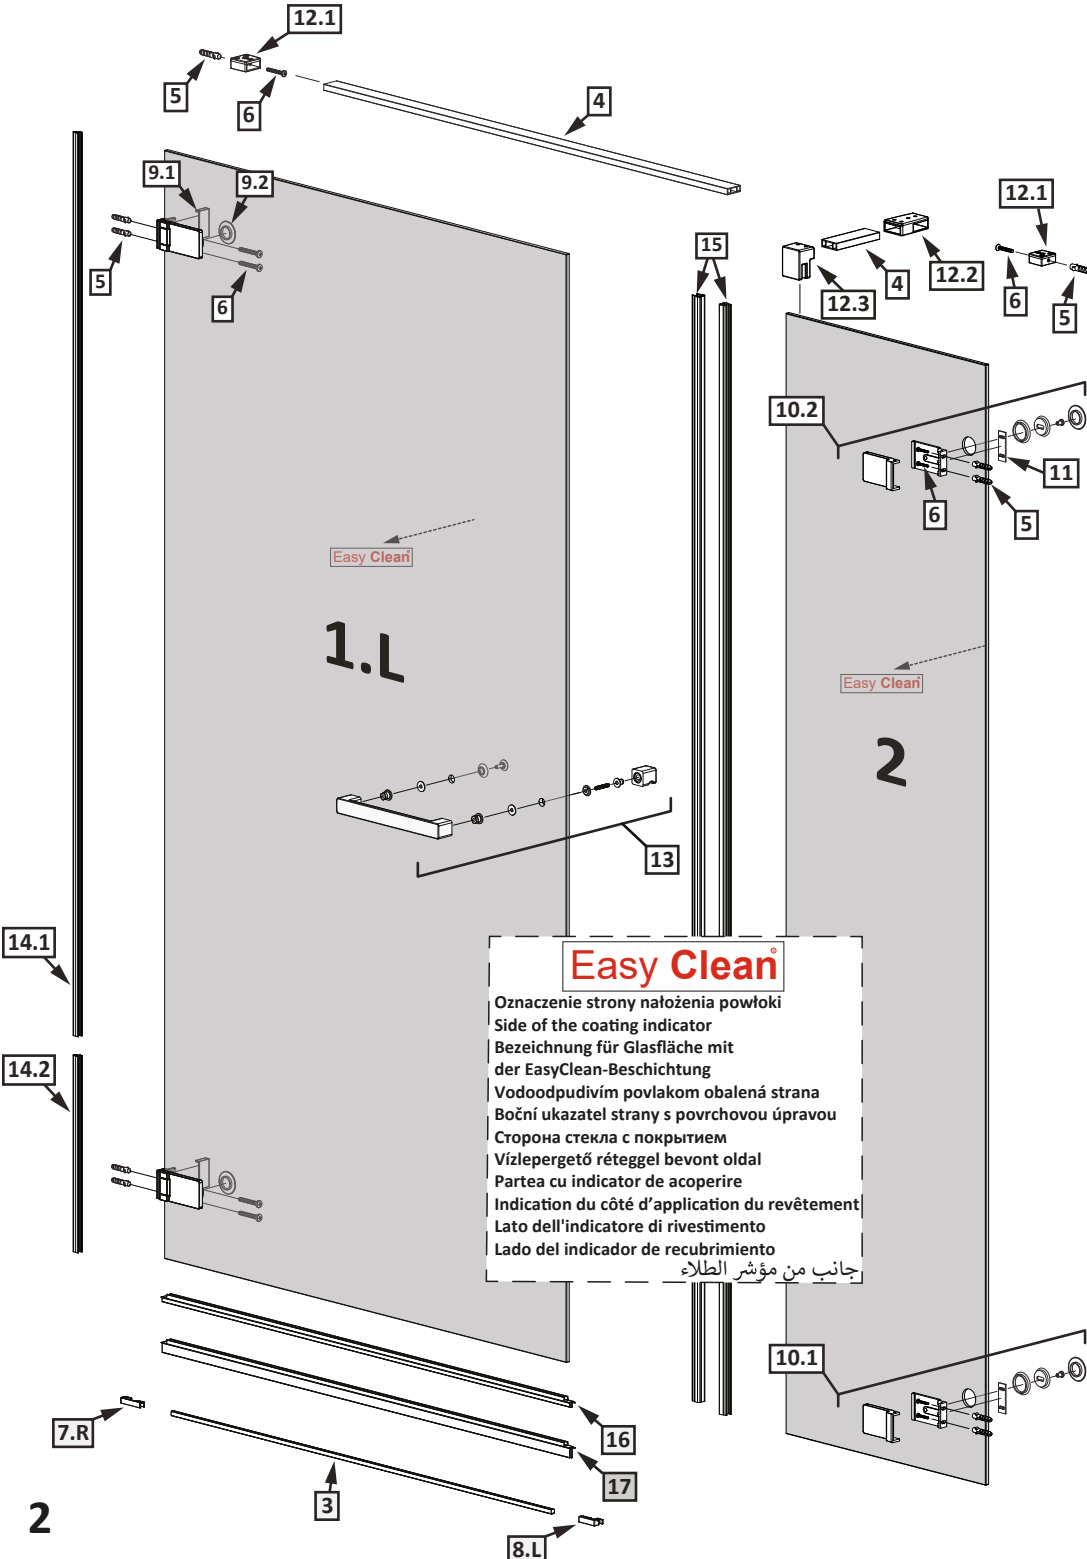 12.1
5
6
4
9.1
9.2
5
6
15
12.1
12.2
12.3
4
6
5
10.2
11
6
5
Easy Clean
1.L
Easy Clean
2
13
14.1
14.2
Easy Clean®
Oznaczenie strony nałożenia powłoki
Side of the coating indicator
Bezeichnung für Glasfläche mit
der EasyClean-Beschichtung
Vodoodpudivím povlakom obalená strana
Boční ukazatel strany s povrchovou úpravou
Сторона стекла с покрытием
Vízlepergető réteggel bevont oldal
Partea cu indicator de acoperire
Indication du côté d’application du revêtement
Lato dell'indicatore di rivestimento
Lado del indicador de recubrimiento
جانب من مؤشر الطلاء
10.1
7.R
16
17
3
8.L
2